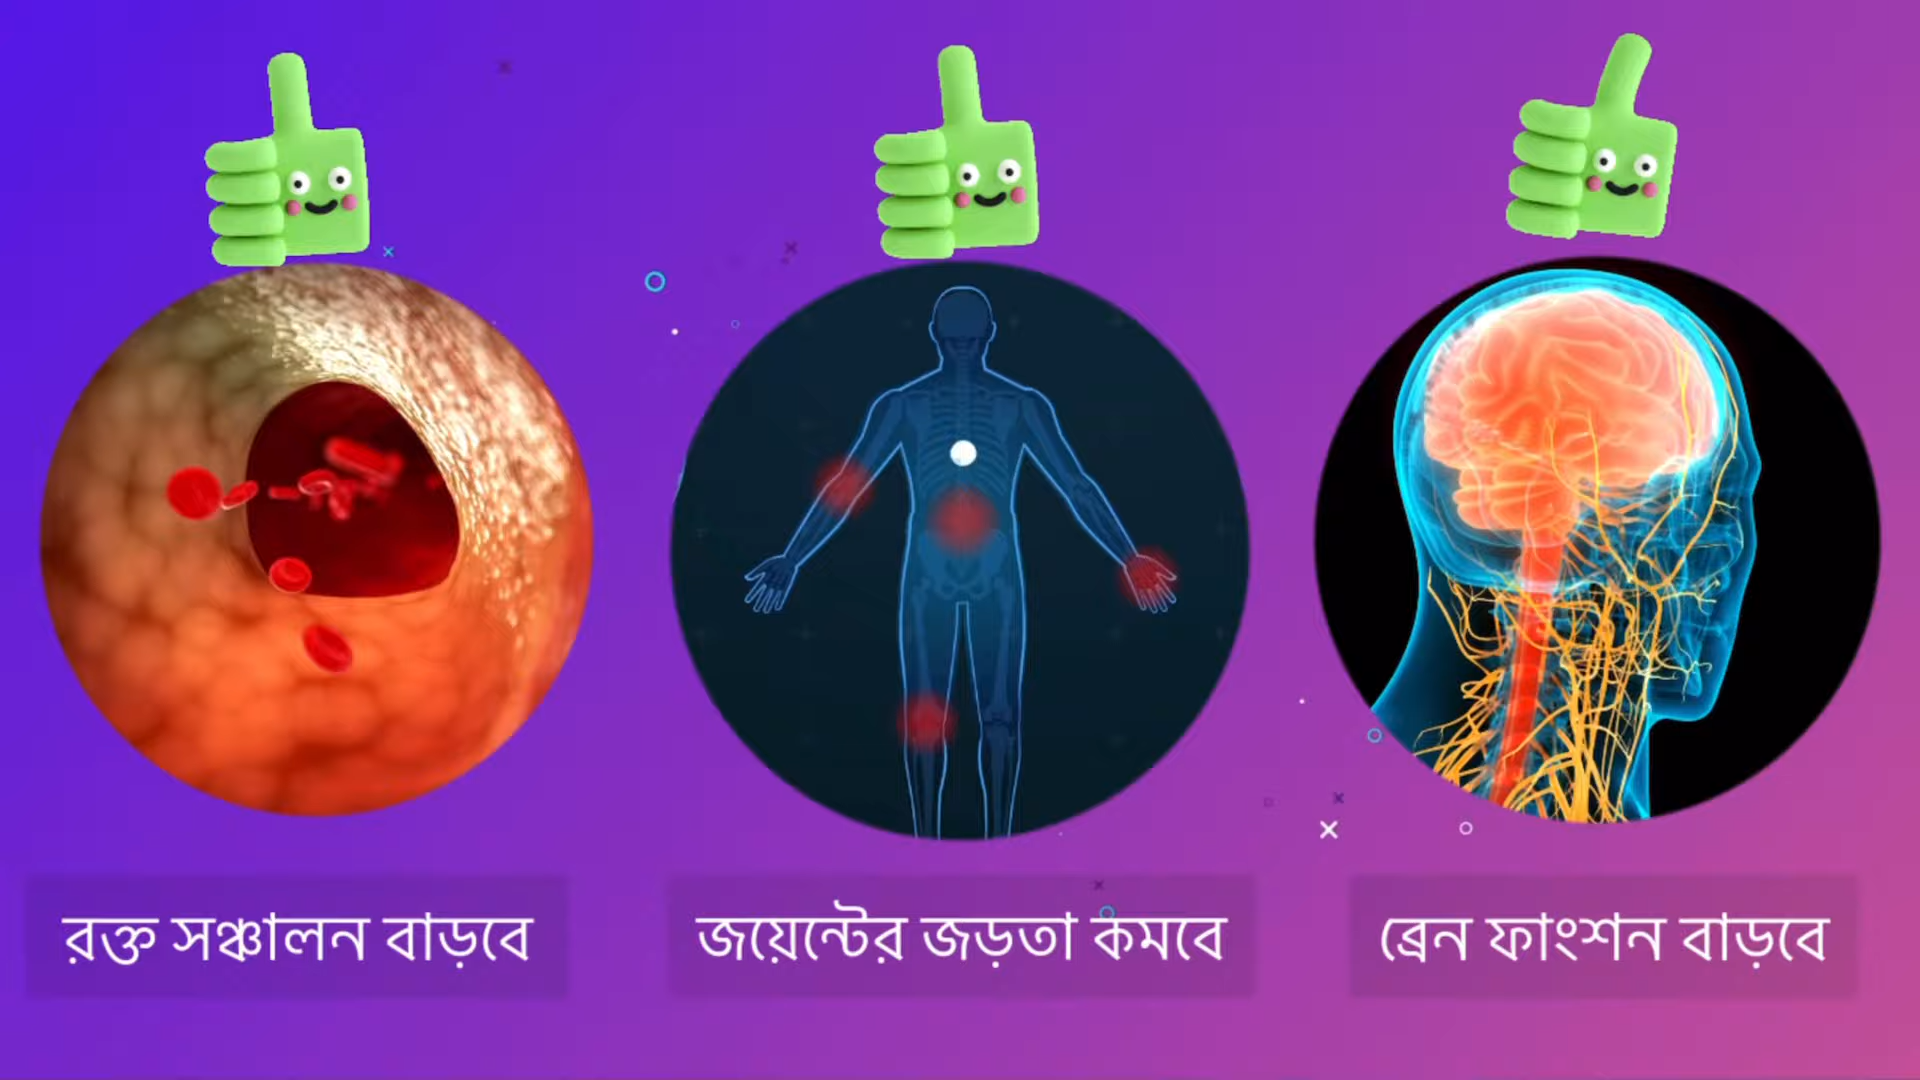 রক্ত সঞ্চালন বাড়বে
জয়েন্টের জড়তা কমবে
ব্রেন ফাংশন বাড়বে